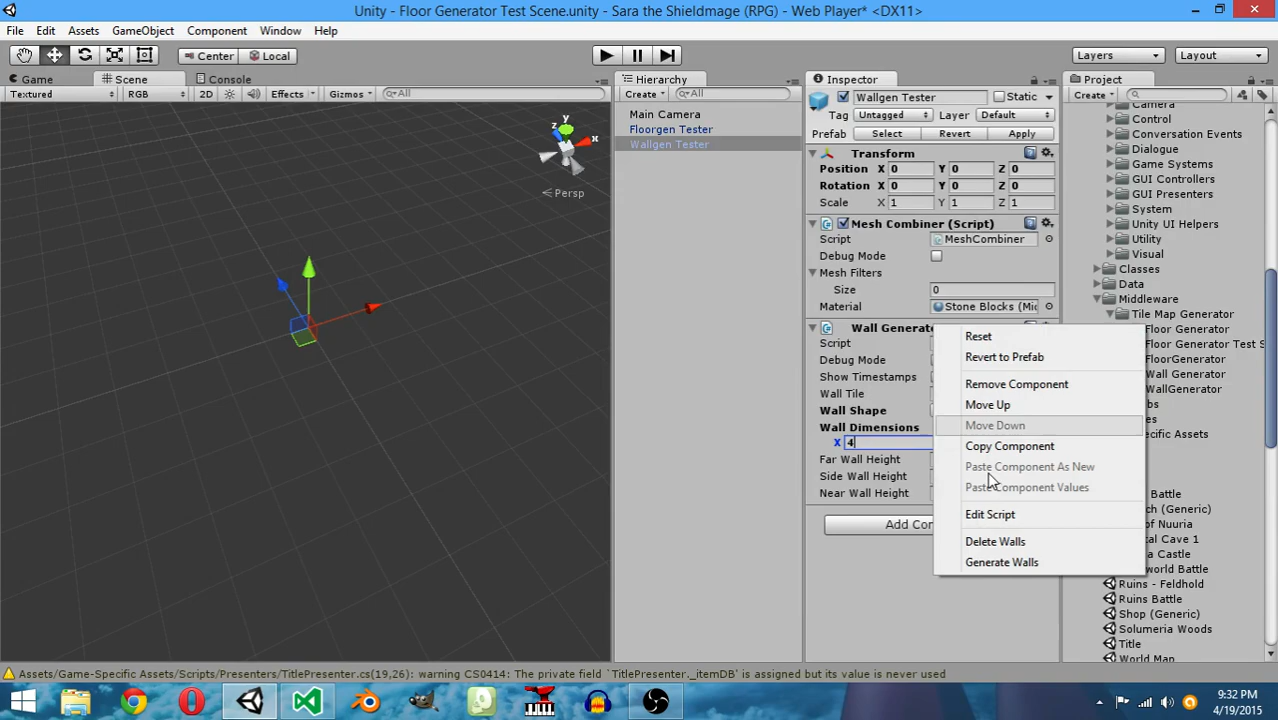 Unity - Floor Generator Test Scene.unity - Sara the Shieldmage (RPG) - Web Player* <DX11>
File Edit Assets GameObject Component Window Help
Center Local Layers Layout
Game Scene Console Hierarchy Inspector Project
Textured RGB 2D Effects Gizmos All
Create All
Main Camera
Floorgen Tester
Wallgen Tester
y
z
x
Persp
Wallgen Tester Static
Tag Untagged Layer Default
Prefab Select Revert Apply
Transform
Position X 0 Y 0 Z 0
Rotation X 0 Y 0 Z 0
Scale X 1 Y 1 Z 1
Mesh Combiner (Script)
Script MeshCombiner
Debug Mode
Mesh Filters
Size 0
Material Stone Blocks (Mi
Wall Generat
Script
Debug Mode
Show Timestamps
Wall Tile
Wall Shape
Wall Dimensions
X 4
Far Wall Height
Side Wall Height
Near Wall Height
Add Co
Reset
Revert to Prefab
Remove Component
Move Up
Move Down
Copy Component
Paste Component As New
Paste Component Values
Edit Script
Delete Walls
Generate Walls
Create
Camera
Control
Conversation Events
Dialogue
Game Systems
GUI Controllers
GUI Presenters
System
Unity UI Helpers
Utility
Visual
Classes
Data
Middleware
Tile Map Generator
Floor Generator
Floor Generator Test S
FloorGenerator
Wall Generator
WallGenerator
bs
ecific Assets
Battle
ch (Generic)
of Nuuria
tal Cave 1
a Castle
world Battle
Ruins - Feldhold
Ruins Battle
Shop (Generic)
Solumeria Woods
Title
World Map
Assets/Game-Specific Assets/Scripts/Presenters/TitlePresenter.cs(19,26): warning CS0414: The private field `TitlePresenter._itemDB' is assigned but its value is never used
9:32 PM
4/19/2015